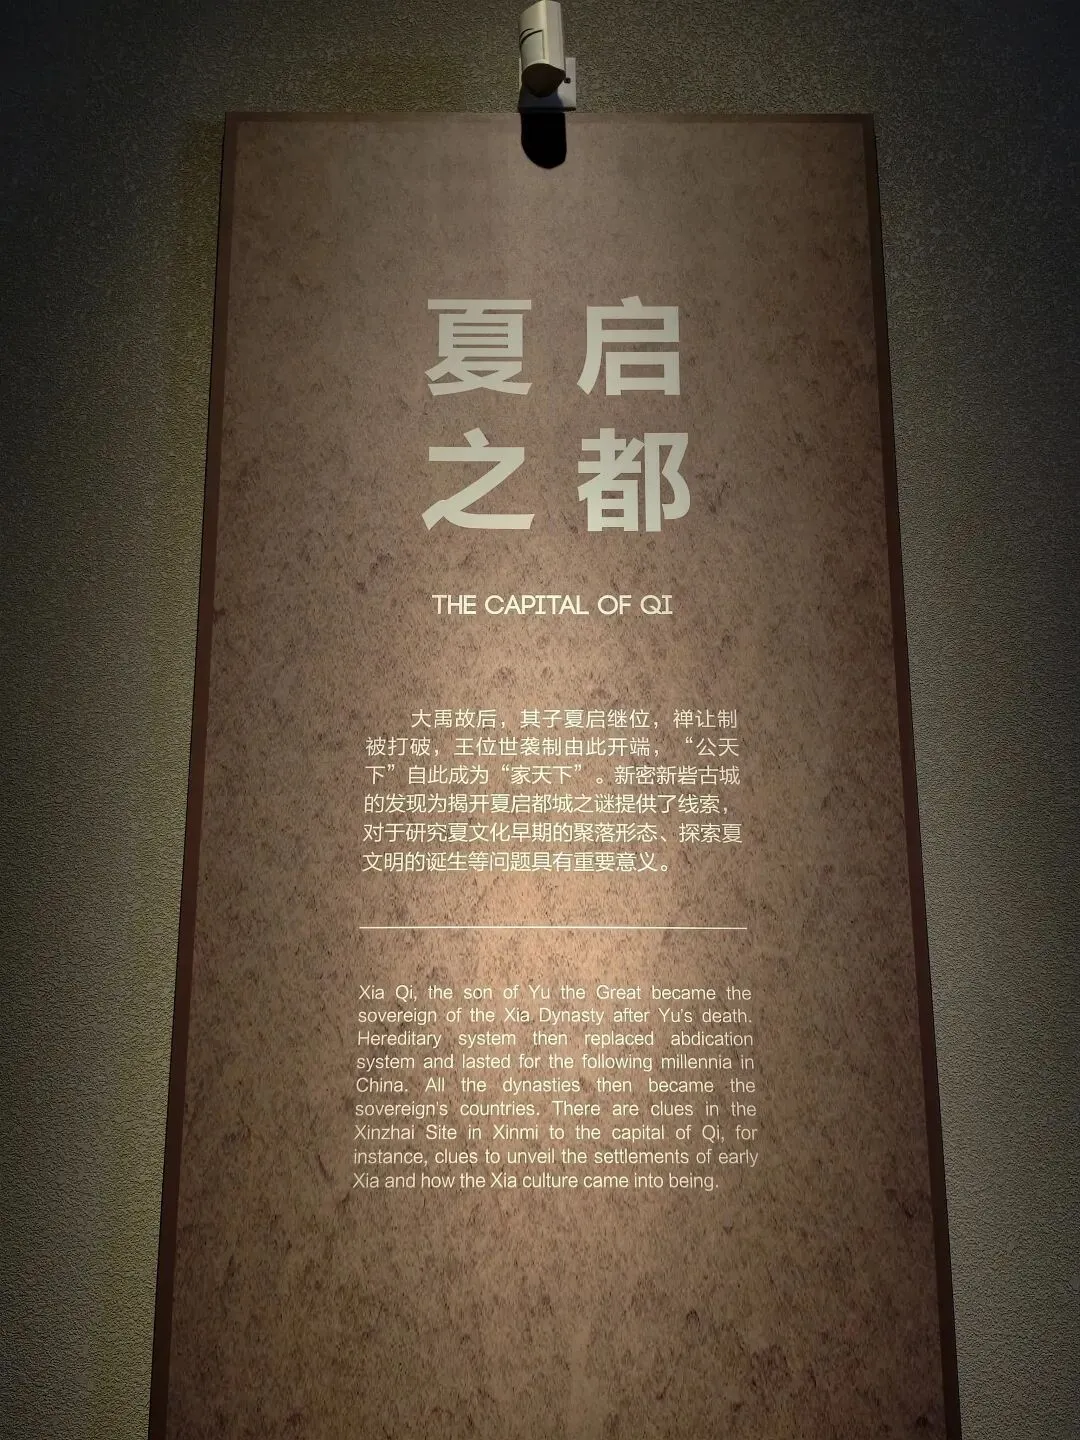 夏启
之都
THE CAPITAL OF QI
大禹故后，其子夏启继位，禅让制
被打破，王位世袭制由此开端，“公天
下”自此成为“家天下”。新密新砦古城
的发现为揭开夏启都城之谜提供了线索，
对于研究夏文化早期的聚落形态、探索夏
文明的诞生等问题具有重要意义。
Xia Qi, the son of Yu the Great became the
sovereign of the Xia Dynasty after Yu's death.
Hereditary system then replaced abdication
system and lasted for the following millennia in
China. All the dynasties then became the
sovereign's countries. There are clues in the
Xinzhai Site in Xinmi to the capital of Qi, for
instance, clues to unveil the settlements of early
Xia and how the Xia culture came into being.